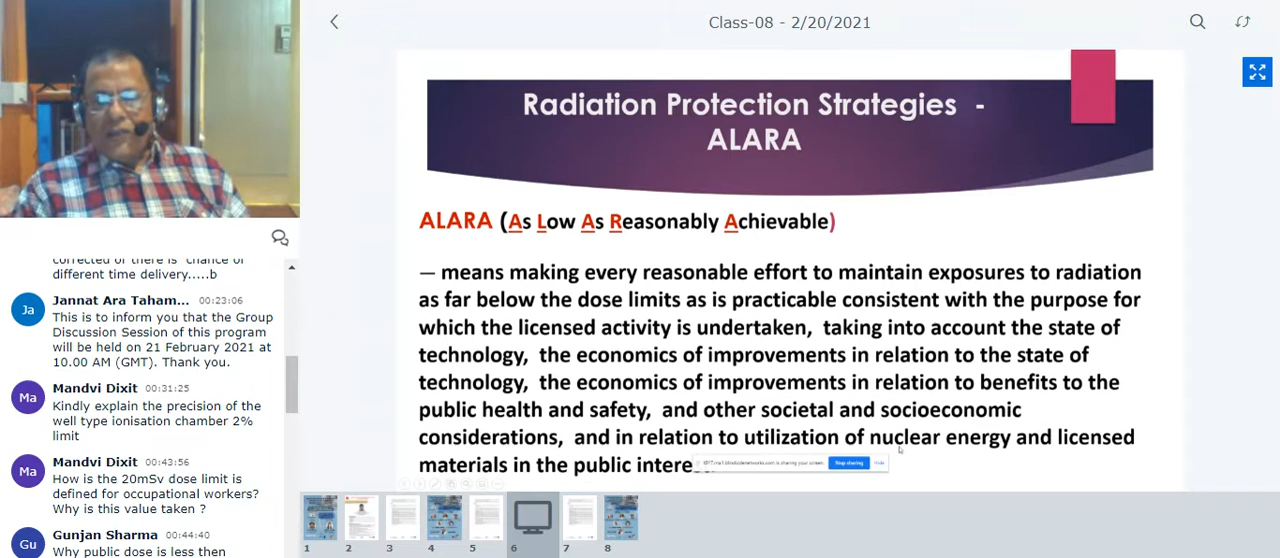 Class-08 - 2/20/2021
Radiation Protection Strategies -
ALARA
ALARA (As Low As Reasonably Achievable)
— means making every reasonable effort to maintain exposures to radiation
as far below the dose limits as is practicable consistent with the purpose for
which the licensed activity is undertaken, taking into account the state of
technology, the economics of improvements in relation to the state of
technology, the economics of improvements in relation to benefits to the
public health and safety, and other societal and socioeconomic
considerations, and in relation to utilization of nuclear energy and licensed
materials in the public interes
is sharing your screen.
Stop sharing
Hide
corrected or there is chance of
different time delivery.....b
Ja
Jannat Ara Taham... 00:23:06
This is to inform you that the Group
Discussion Session of this program
will be held on 21 February 2021 at
10.00 AM (GMT). Thank you.
Ma
Mandvi Dixit 00:31:25
Kindly explain the precision of the
well type ionisation chamber 2%
limit
Ma
Mandvi Dixit 00:43:56
How is the 20mSv dose limit is
defined for occupational workers?
Why is this value taken ?
Gu
Gunjan Sharma 00:44:40
Why public dose is less then
1 2 3 4 5 6 7 8